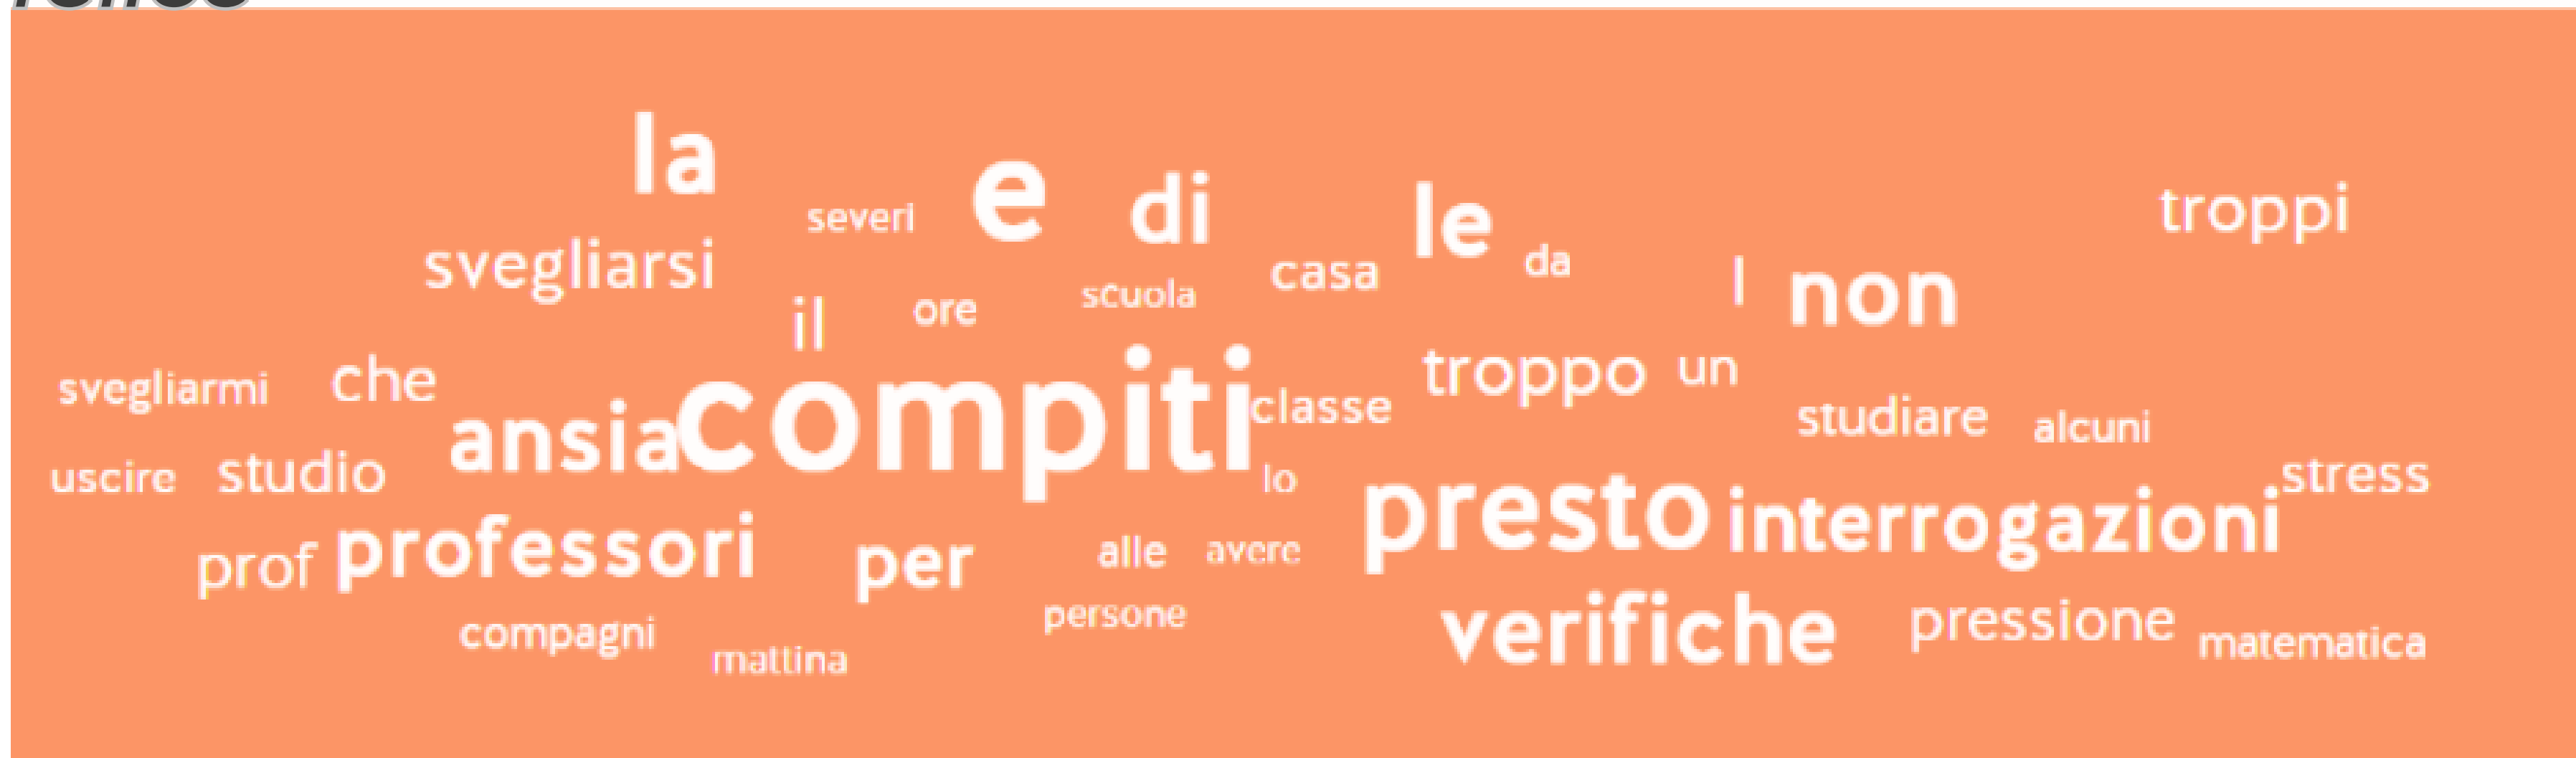 la
severi e di le troppi
svegliarsi casa da
il ore scuola l non
svegliarmi che troppo un
ansia compiti classe studiare alcuni
uscire studio lo presto stress
interrogazioni
prof professori per alle avere
compagni persone verifiche pressione matematica
mattina